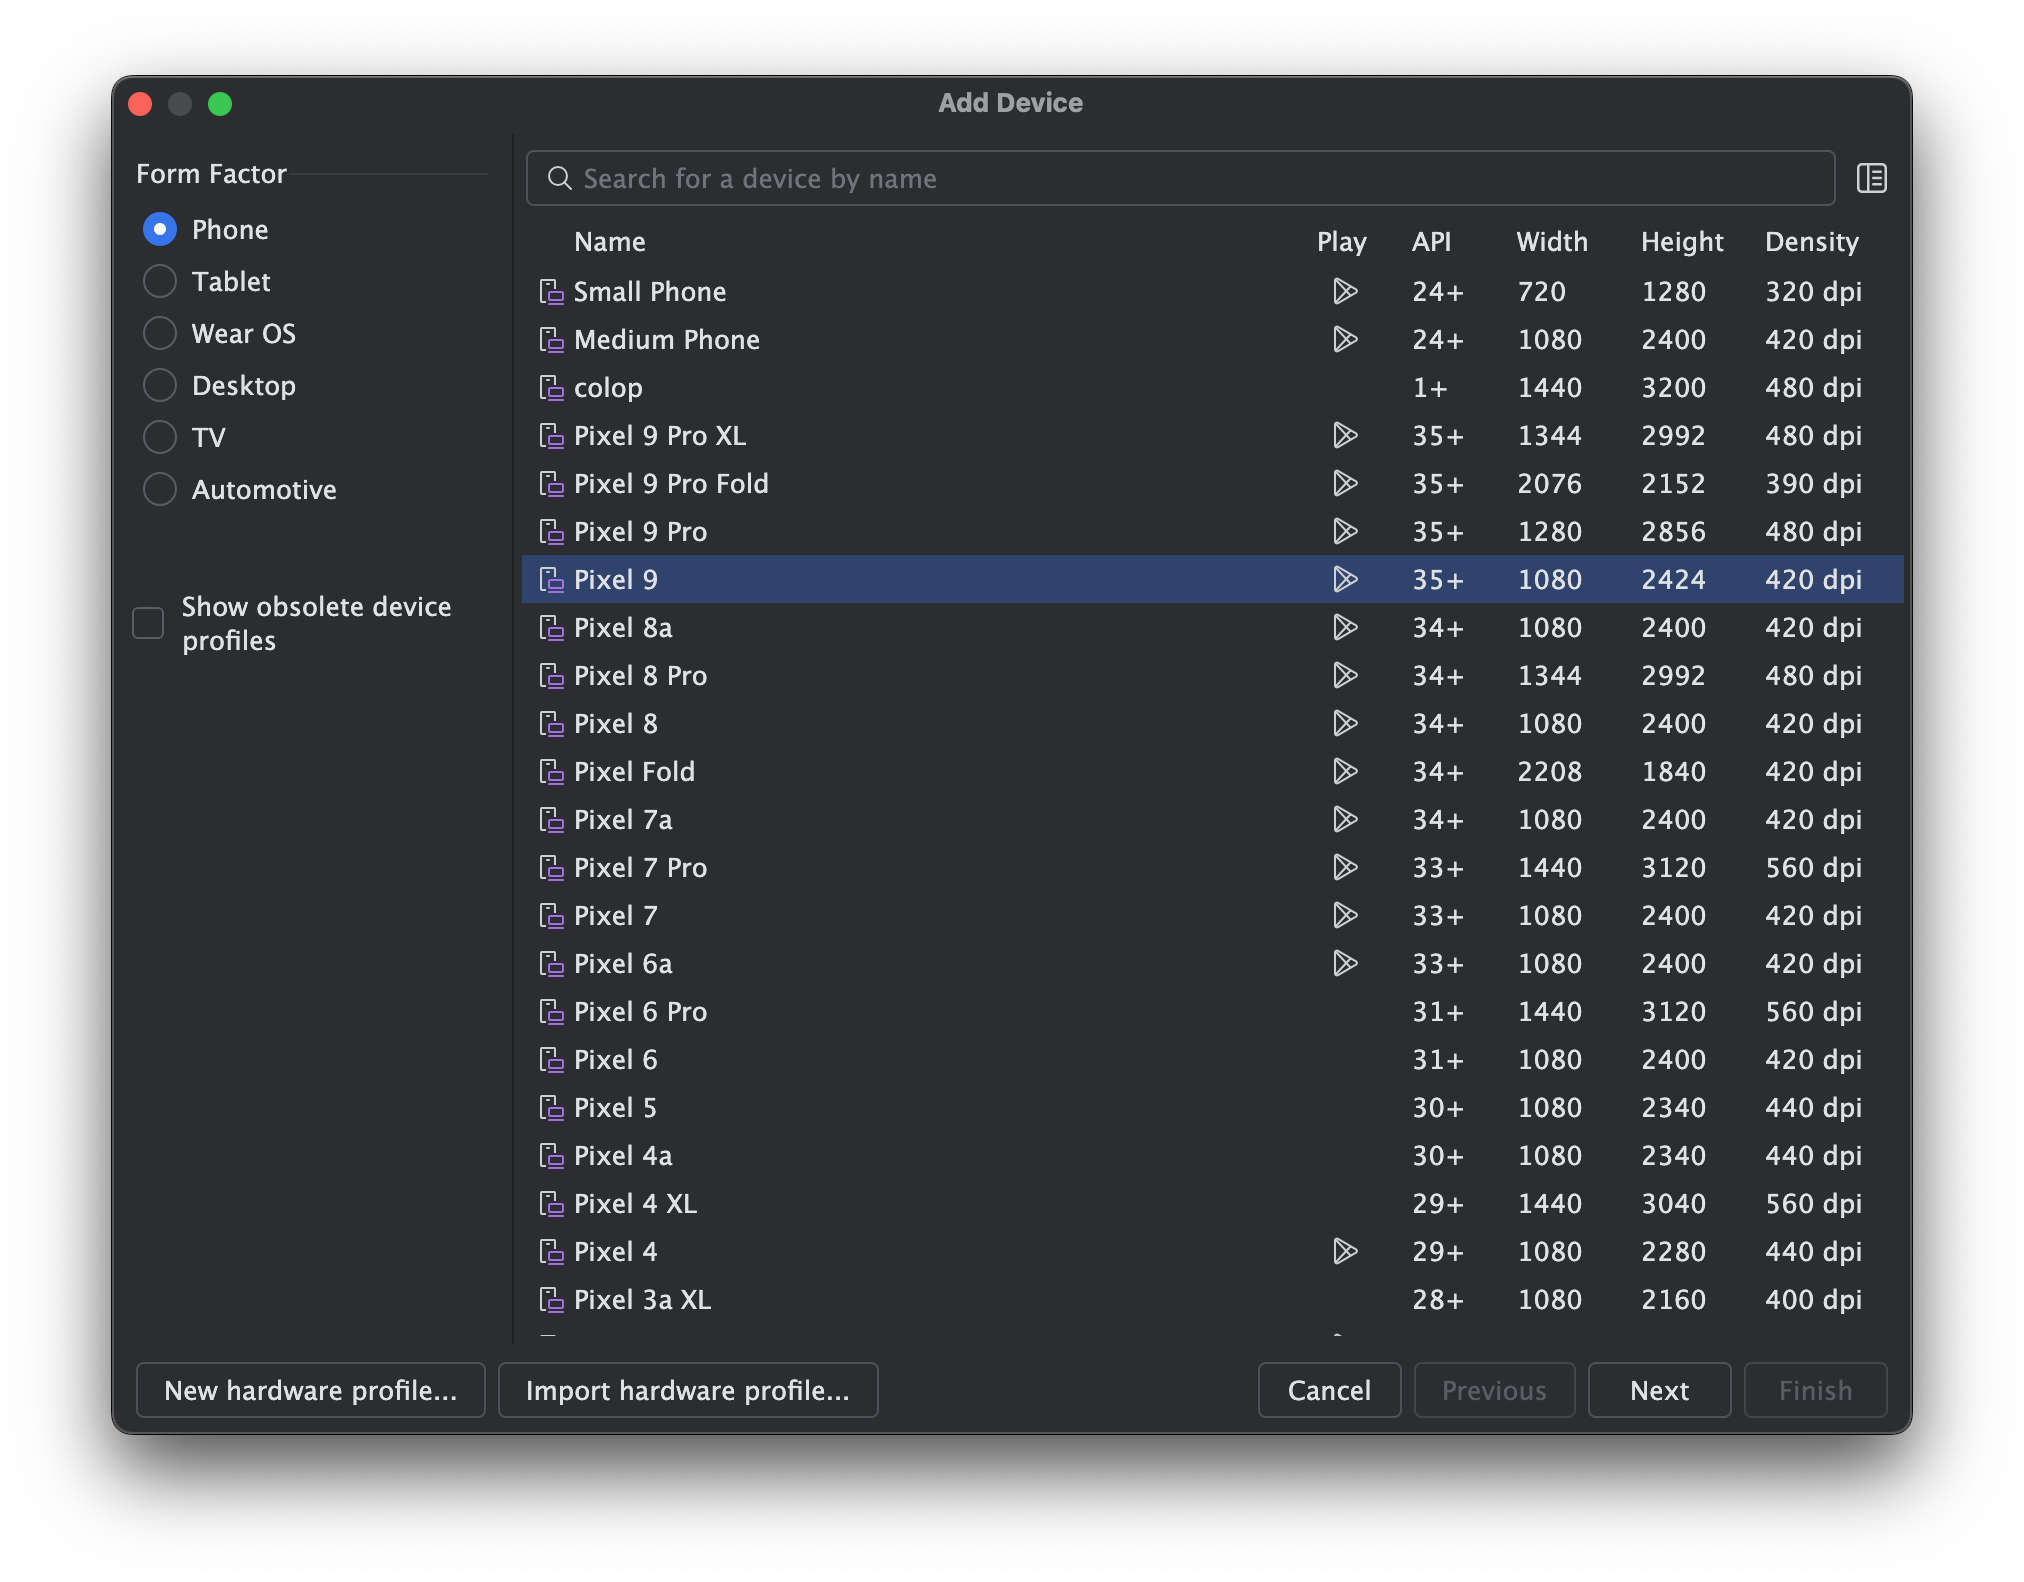 Add Device
Form Factor
Phone
Tablet
Wear OS
Desktop
TV
Automotive
Show obsolete device
profiles
Search for a device by name
Name Play API Width Height Density
Small Phone 24+ 720 1280 320 dpi
Medium Phone 24+ 1080 2400 420 dpi
colop 1+ 1440 3200 480 dpi
Pixel 9 Pro XL 35+ 1344 2992 480 dpi
Pixel 9 Pro Fold 35+ 2076 2152 390 dpi
Pixel 9 Pro 35+ 1280 2856 480 dpi
Pixel 9 35+ 1080 2424 420 dpi
Pixel 8a 34+ 1080 2400 420 dpi
Pixel 8 Pro 34+ 1344 2992 480 dpi
Pixel 8 34+ 1080 2400 420 dpi
Pixel Fold 34+ 2208 1840 420 dpi
Pixel 7a 34+ 1080 2400 420 dpi
Pixel 7 Pro 33+ 1440 3120 560 dpi
Pixel 7 33+ 1080 2400 420 dpi
Pixel 6a 33+ 1080 2400 420 dpi
Pixel 6 Pro 31+ 1440 3120 560 dpi
Pixel 6 31+ 1080 2400 420 dpi
Pixel 5 30+ 1080 2340 440 dpi
Pixel 4a 30+ 1080 2340 440 dpi
Pixel 4 XL 29+ 1440 3040 560 dpi
Pixel 4 29+ 1080 2280 440 dpi
Pixel 3a XL 28+ 1080 2160 400 dpi
New hardware profile... Import hardware profile... Cancel Previous Next Finish